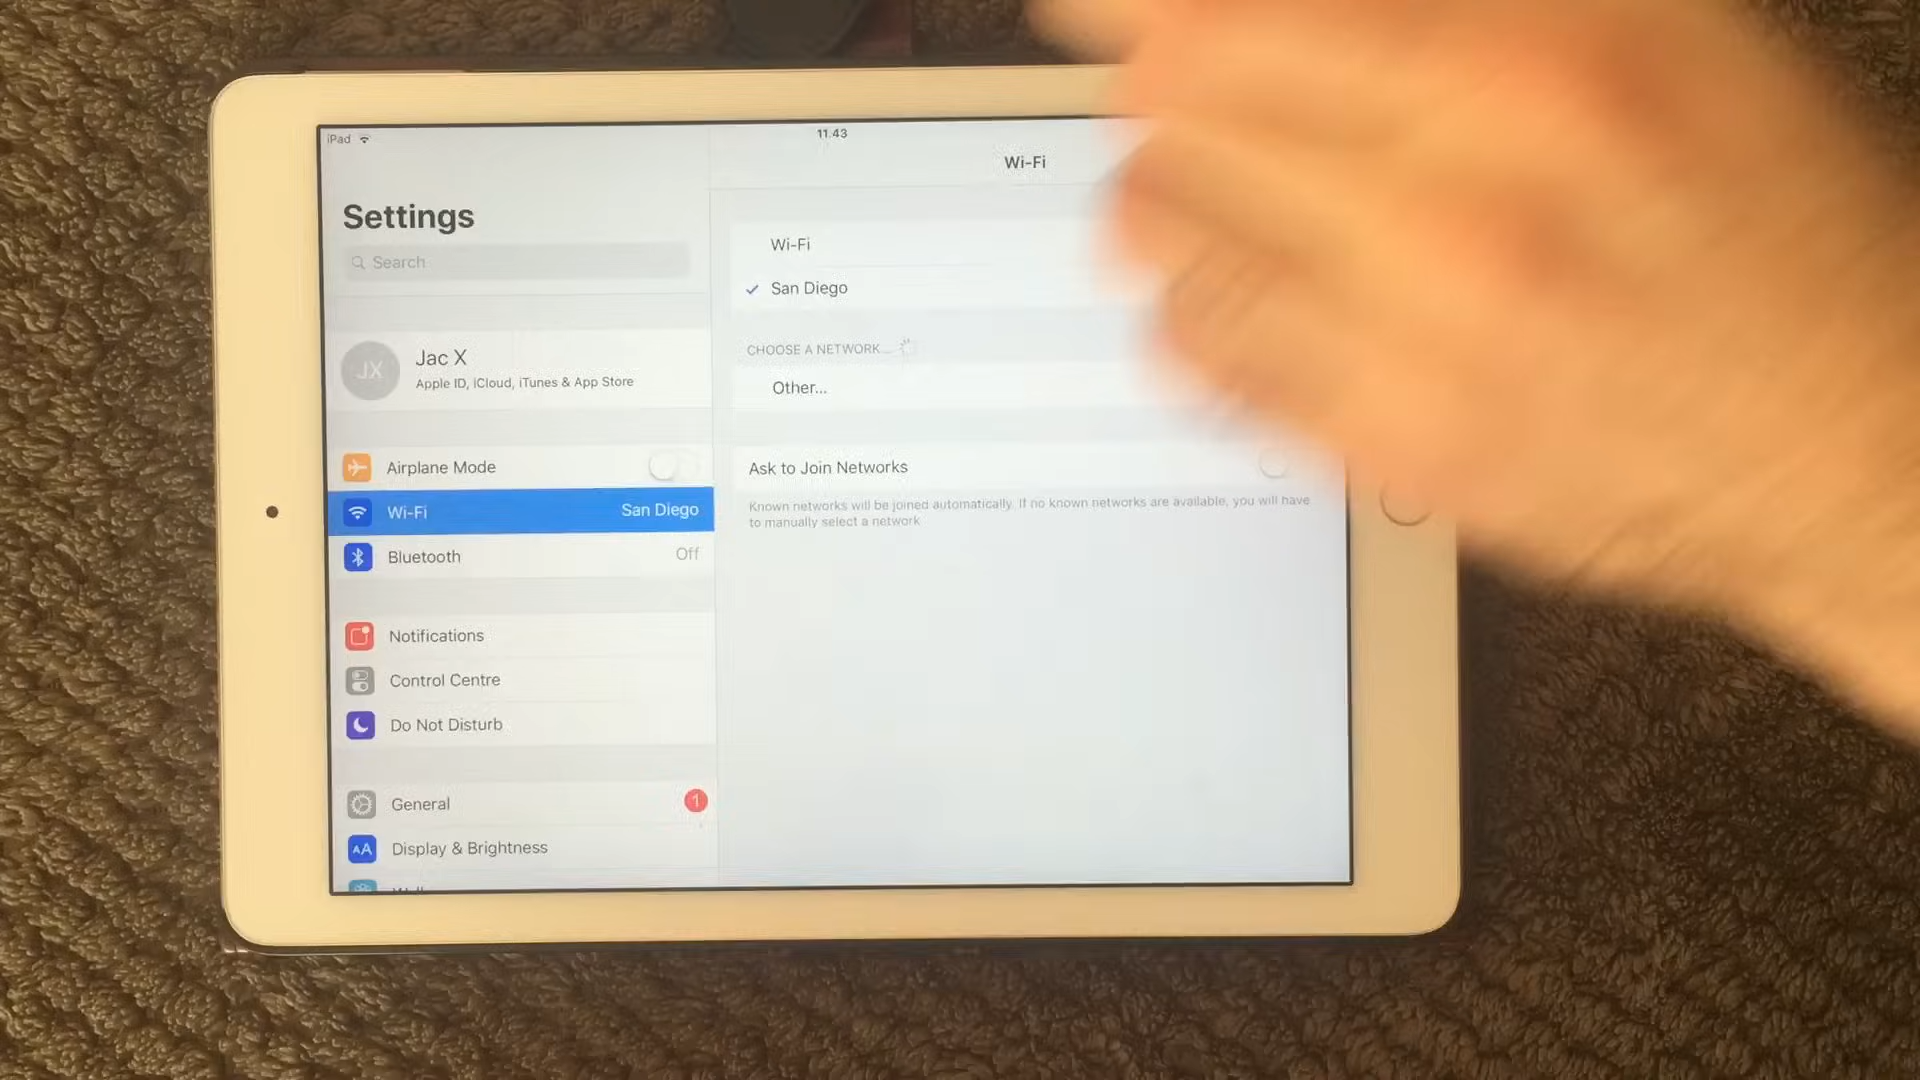 iPad
11.43
Settings
Wi-Fi
Search
Wi-Fi
San Diego
JX
Jac X
Apple ID, iCloud, iTunes & App Store
CHOOSE A NETWORK...
Other...
Airplane Mode
Ask to Join Networks
Wi-Fi San Diego
Known networks will be joined automatically. If no known networks are available, you will have
to manually select a network
Bluetooth Off
Notifications
Control Centre
Do Not Disturb
General 1
AA Display & Brightness